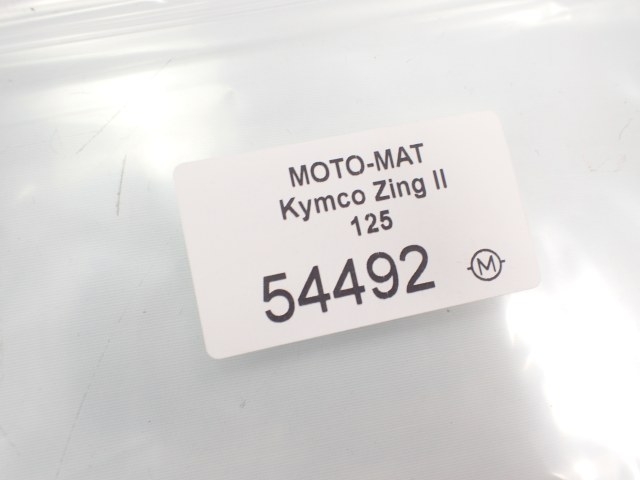 MOTO-MAT
Kymco Zing II
125
54492 M